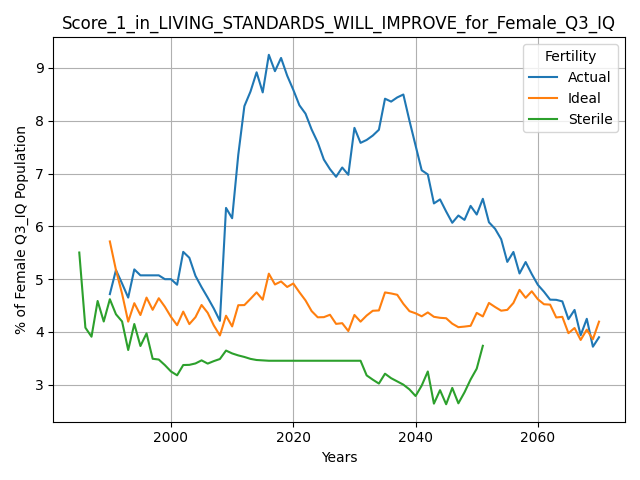 Score_1_in_LIVING_STANDARDS_WILL_IMPROVE_for_Female_Q3_IQ
Fertility
Actual
Ideal
Sterile
% of Female Q3_IQ Population
9
8
7
6
5
4
3
2000
2020
2040
2060
Years